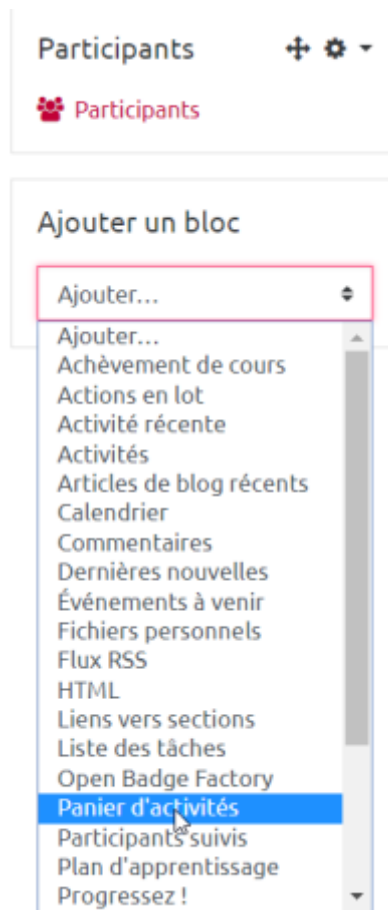 Participants
Participants
Ajouter un bloc
Ajouter...
Ajouter...
Achèvement de cours
Actions en lot
Activité récente
Activités
Articles de blog récents
Calendrier
Commentaires
Dernières nouvelles
Événements à venir
Fichiers personnels
Flux RSS
HTML
Liens vers sections
Liste des tâches
Open Badge Factory
Panier d'activités
Participants suivis
Plan d'apprentissage
Progressez !